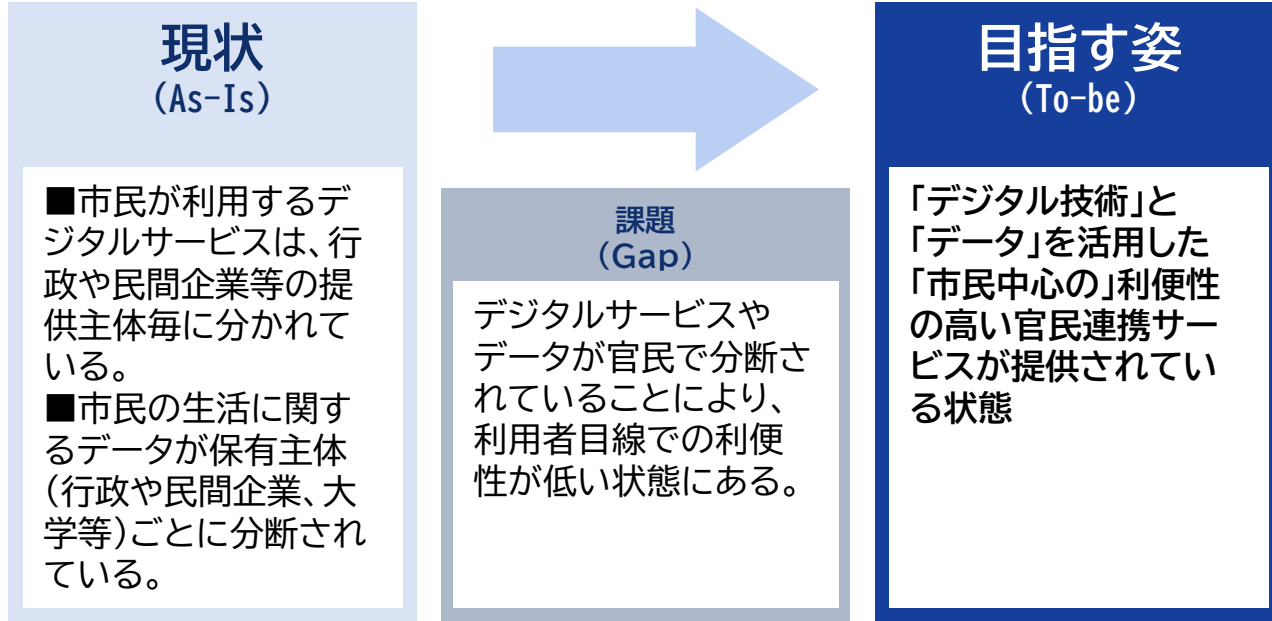 現状
(As-Is)
■市民が利用するデ
ジタルサービスは、行
政や民間企業等の提
供主体毎に分かれて
いる。
■市民の生活に関す
るデータが保有主体
(行政や民間企業、大
学等)ごとに分断され
ている。
課題
(Gap)
デジタルサービスや
データが官民で分断さ
れていることにより、
利用者目線での利便
性が低い状態にある。
目指す姿
(To-be)
「デジタル技術」と
「データ」を活用した
「市民中心の」利便性
の高い官民連携サー
ビスが提供されてい
る状態